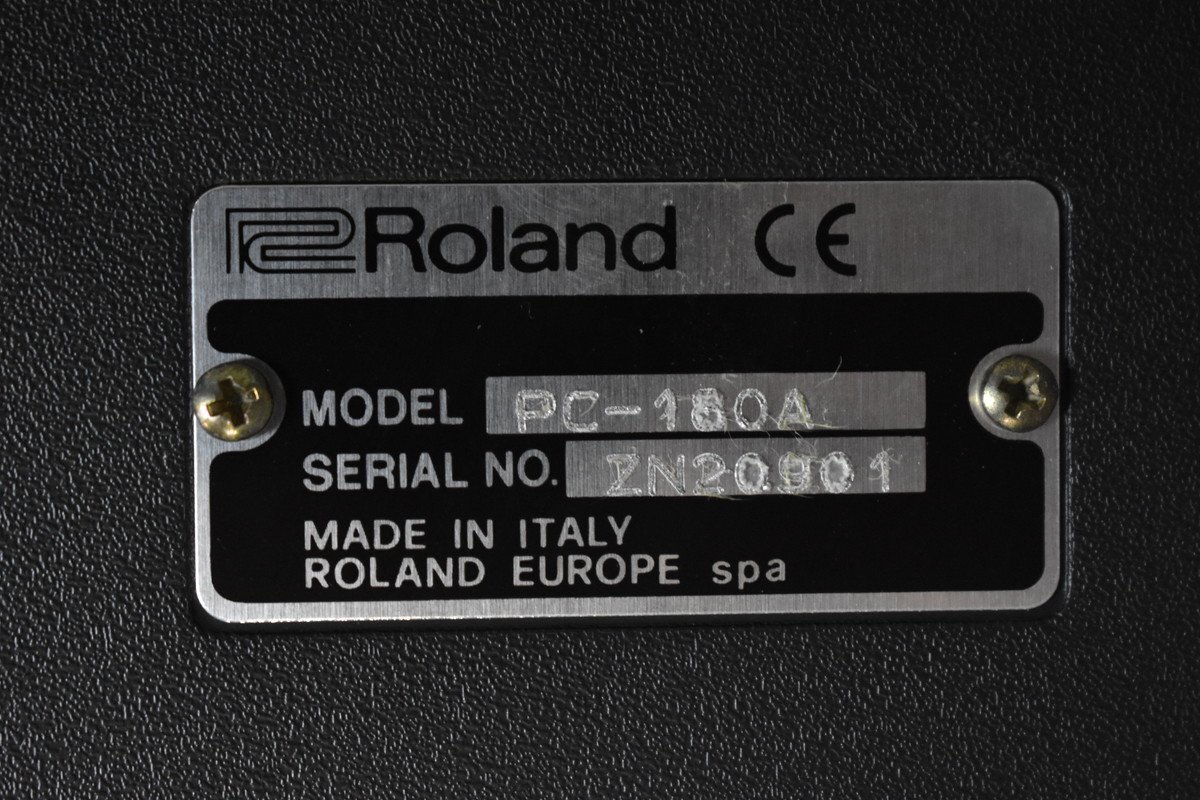 Roland CE
MODEL PC-180A
SERIAL NO. ZN20901
MADE IN ITALY
ROLAND EUROPE spa